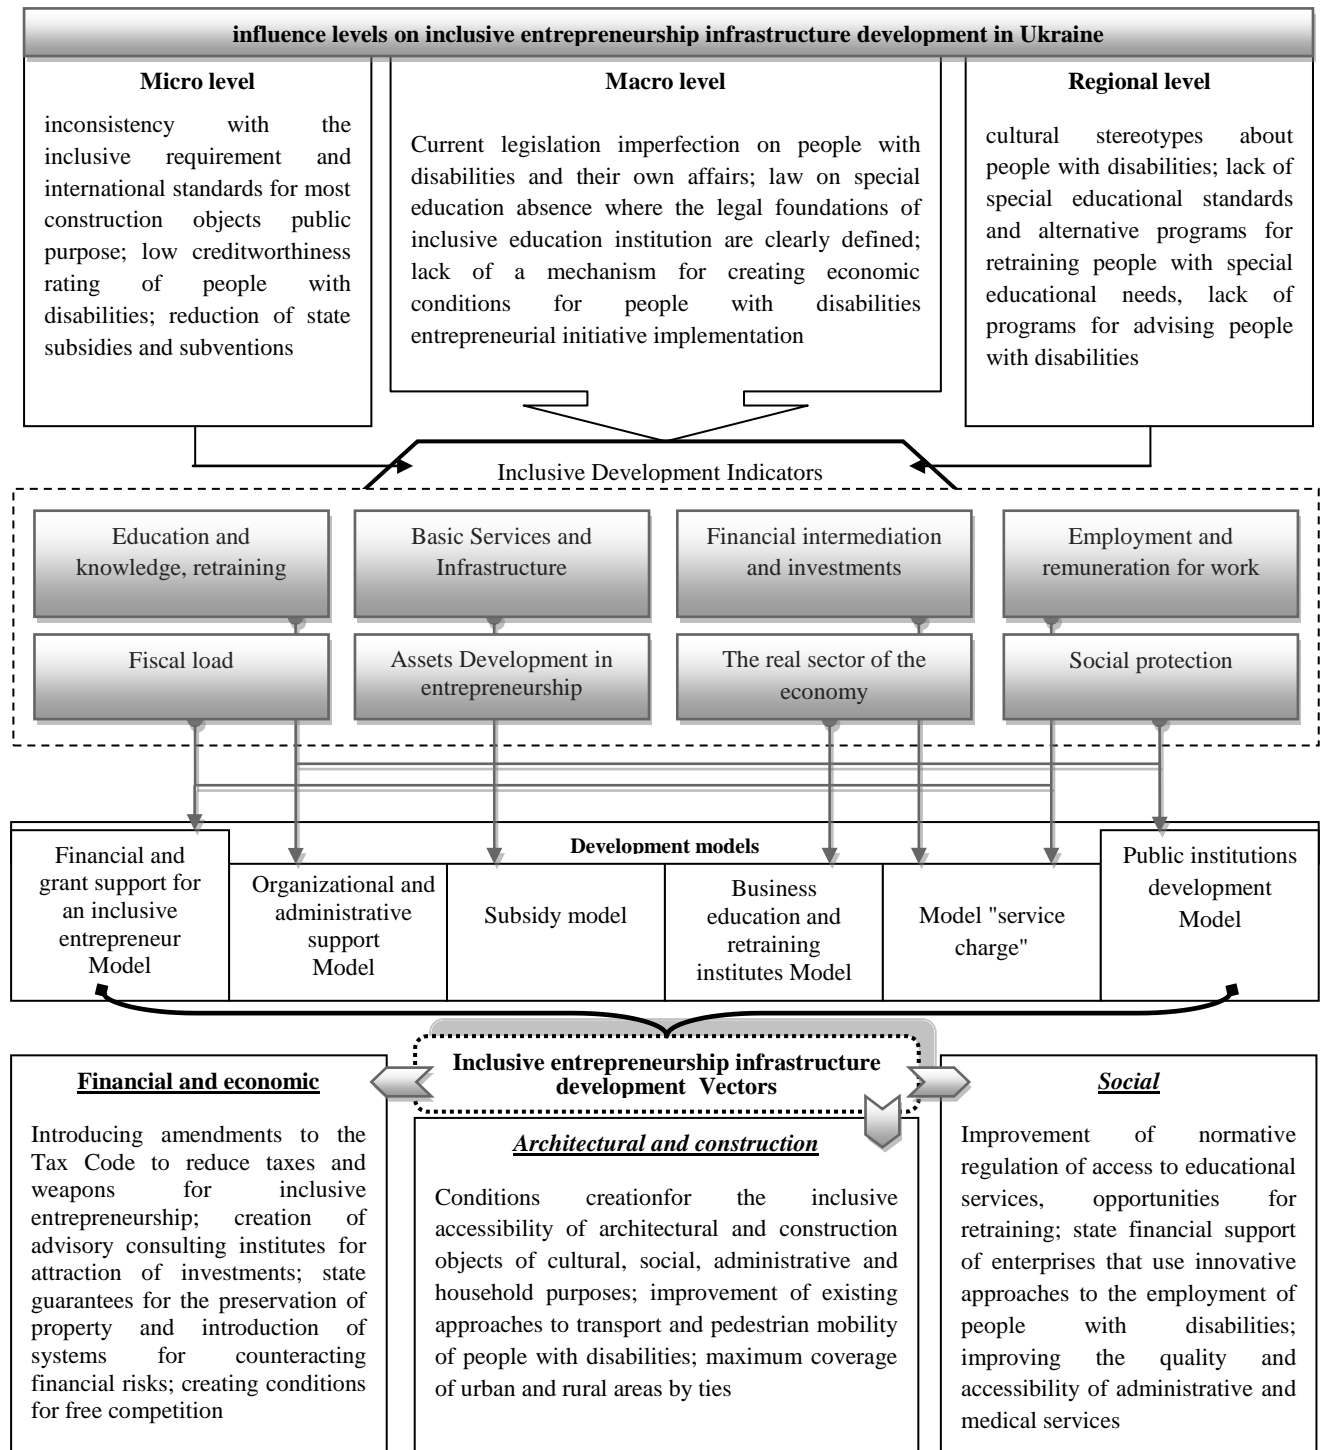 influence levels on inclusive entrepreneurship infrastructure development in Ukraine
Micro level
inconsistency with the
inclusive requirement and
international standards for most
construction objects public
purpose; low creditworthiness
rating of people with
disabilities; reduction of state
subsidies and subventions
Macro level
Current legislation imperfection on people with
disabilities and their own affairs; law on special
education absence where the legal foundations of
inclusive education institution are clearly defined;
lack of a mechanism for creating economic
conditions for people with disabilities
entrepreneurial initiative implementation
Regional level
cultural stereotypes about
people with disabilities; lack of
special educational standards
and alternative programs for
retraining people with special
educational needs, lack of
programs for advising people
with disabilities
Inclusive Development Indicators
Education and
knowledge, retraining
Basic Services and
Infrastructure
Financial intermediation
and investments
Employment and
remuneration for work
Fiscal load
Assets Development in
entrepreneurship
The real sector of the
economy
Social protection
Development models
Financial and
grant support for
an inclusive
entrepreneur
Model
Organizational and
administrative
support
Model
Subsidy model
Business
education and
retraining
institutes Model
Model "service
charge"
Public institutions
development
Model
Inclusive entrepreneurship infrastructure
development Vectors
Financial and economic
Introducing amendments to the
Tax Code to reduce taxes and
weapons for inclusive
entrepreneurship; creation of
advisory consulting institutes for
attraction of investments; state
guarantees for the preservation of
property and introduction of
systems for counteracting
financial risks; creating conditions
for free competition
Architectural and construction
Conditions creationfor the inclusive
accessibility of architectural and construction
objects of cultural, social, administrative and
household purposes; improvement of existing
approaches to transport and pedestrian mobility
of people with disabilities; maximum coverage
of urban and rural areas by ties
Social
Improvement of normative
regulation of access to educational
services, opportunities for
retraining; state financial support
of enterprises that use innovative
approaches to the employment of
people with disabilities;
improving the quality and
accessibility of administrative and
medical services